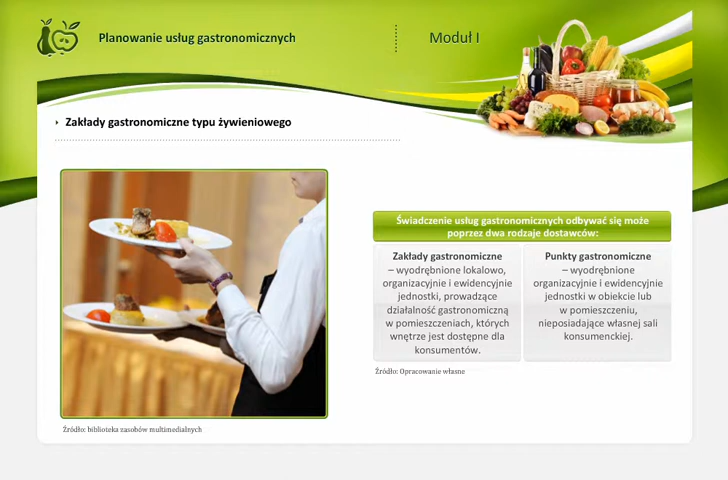 Planowanie usług gastronomicznych
Moduł I
Zakłady gastronomiczne typu żywieniowego
Świadczenie usług gastronomicznych odbywać się może
poprzez dwa rodzaje dostawców:
Zakłady gastronomiczne
– wyodrębnione lokalowo,
organizacyjnie i ewidencyjnie
jednostki, prowadzące
działalność gastronomiczną
w pomieszczeniach, których
wnętrze jest dostępne dla
konsumentów.
Punkty gastronomiczne
– wyodrębnione
organizacyjnie i ewidencyjnie
jednostki w obiekcie lub
w pomieszczeniu,
nieposiadające własnej sali
konsumenckiej.
Źródło: Opracowanie własne
Źródło: biblioteka zasobów multimedialnych